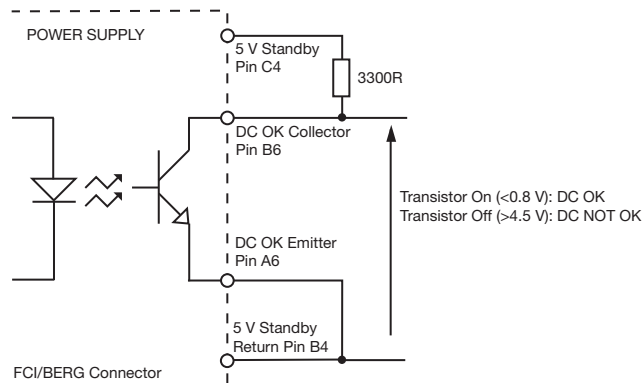 POWER SUPPLY
5 V Standby
Pin C4
3300R
DC OK Collector
Pin B6
Transistor On (<0.8 V): DC OK
Transistor Off (>4.5 V): DC NOT OK
DC OK Emitter
Pin A6
5 V Standby
Return Pin B4
FCI/BERG Connector